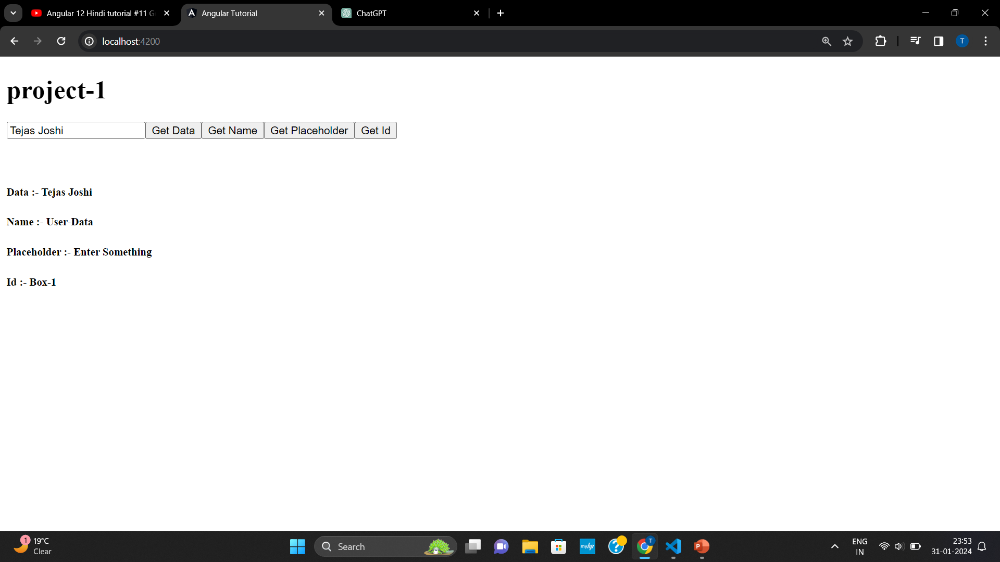 Angular 12 Hindi tutorial #11 G
Angular Tutorial
ChatGPT
localhost:4200
T
project-1
Tejas Joshi
Get Data
Get Name
Get Placeholder
Get Id
Data :- Tejas Joshi
Name :- User-Data
Placeholder :- Enter Something
Id :- Box-1
1
19°C
Clear
Search
myhp
T
P
ENG
IN
23:53
31-01-2024